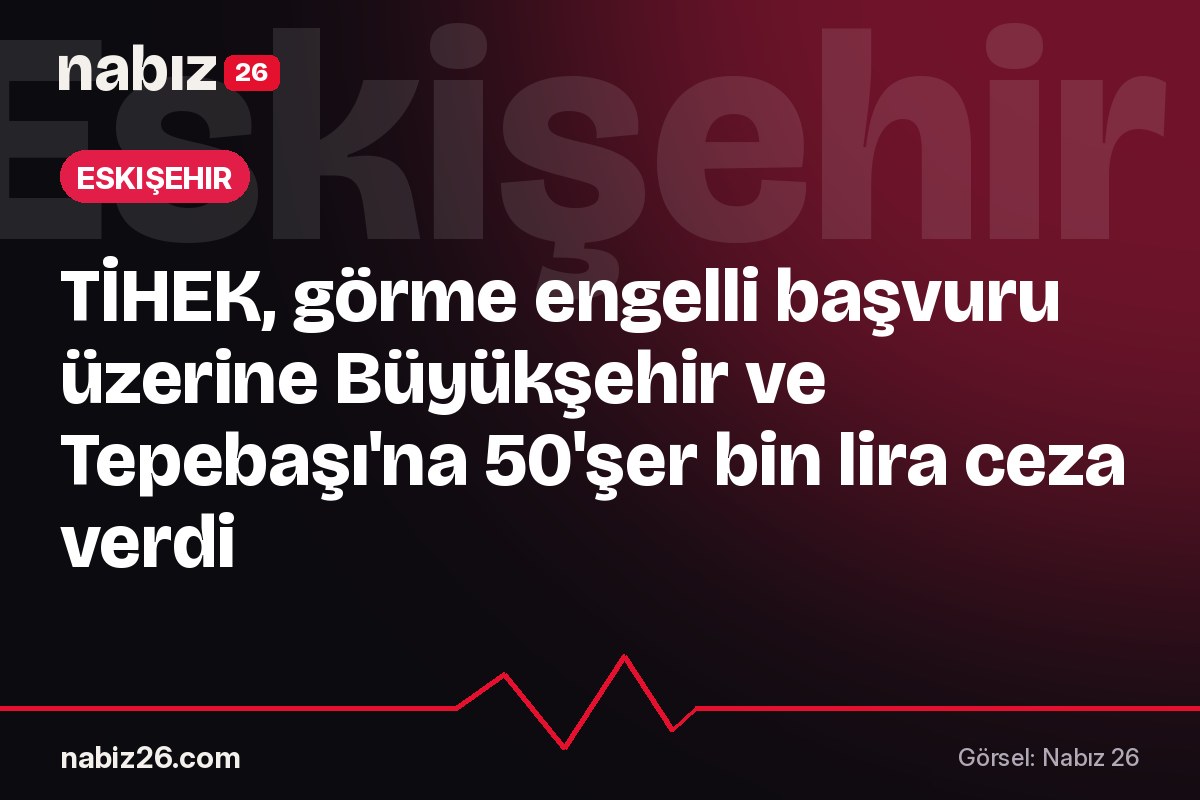 Eskişehir
nabız 26
ESKIŞEHIR
TİHEK, görme engelli başvuru
üzerine Büyükşehir ve
Tepebaşı'na 50'şer bin lira ceza
verdi
nabiz26.com
Görsel: Nabız 26